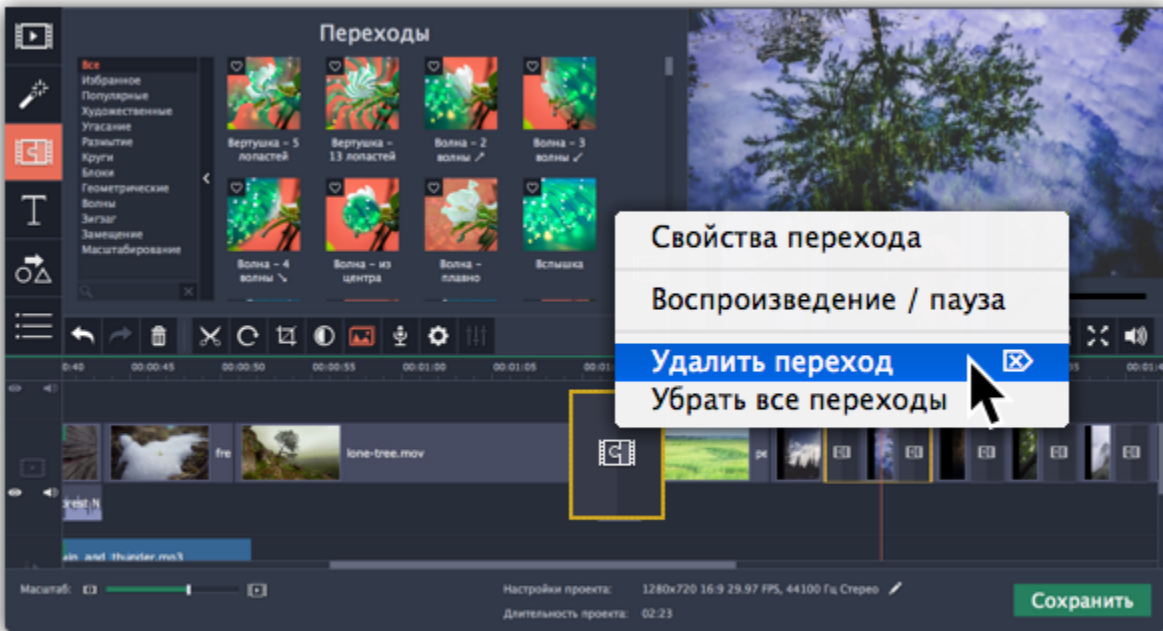 Переходы
Все
Избранное
Популярные
Художественные
Угасание
Размытие
Круги
Блоки
Геометрические
Волны
Зигзаг
Замещение
Масштабирование
Вертушка – 5
лопастей
Вертушка –
13 лопастей
Волна – 2
волны ↗
Волна – 3
волны ↙
Волна – 4
волны ↘
Волна – из
центра
Волна –
плавно
Вспышка
Свойства перехода
Воспроизведение / пауза
Удалить переход
Убрать все переходы
0:40 00:00:45 00:00:50 00:00:55 00:01:00 00:01:05
fre
lone-tree.mov
Масштаб:
Настройки проекта: 1280x720 16:9 29.97 FPS, 44100 Гц Стерео
Длительность проекта: 02:23
Сохранить